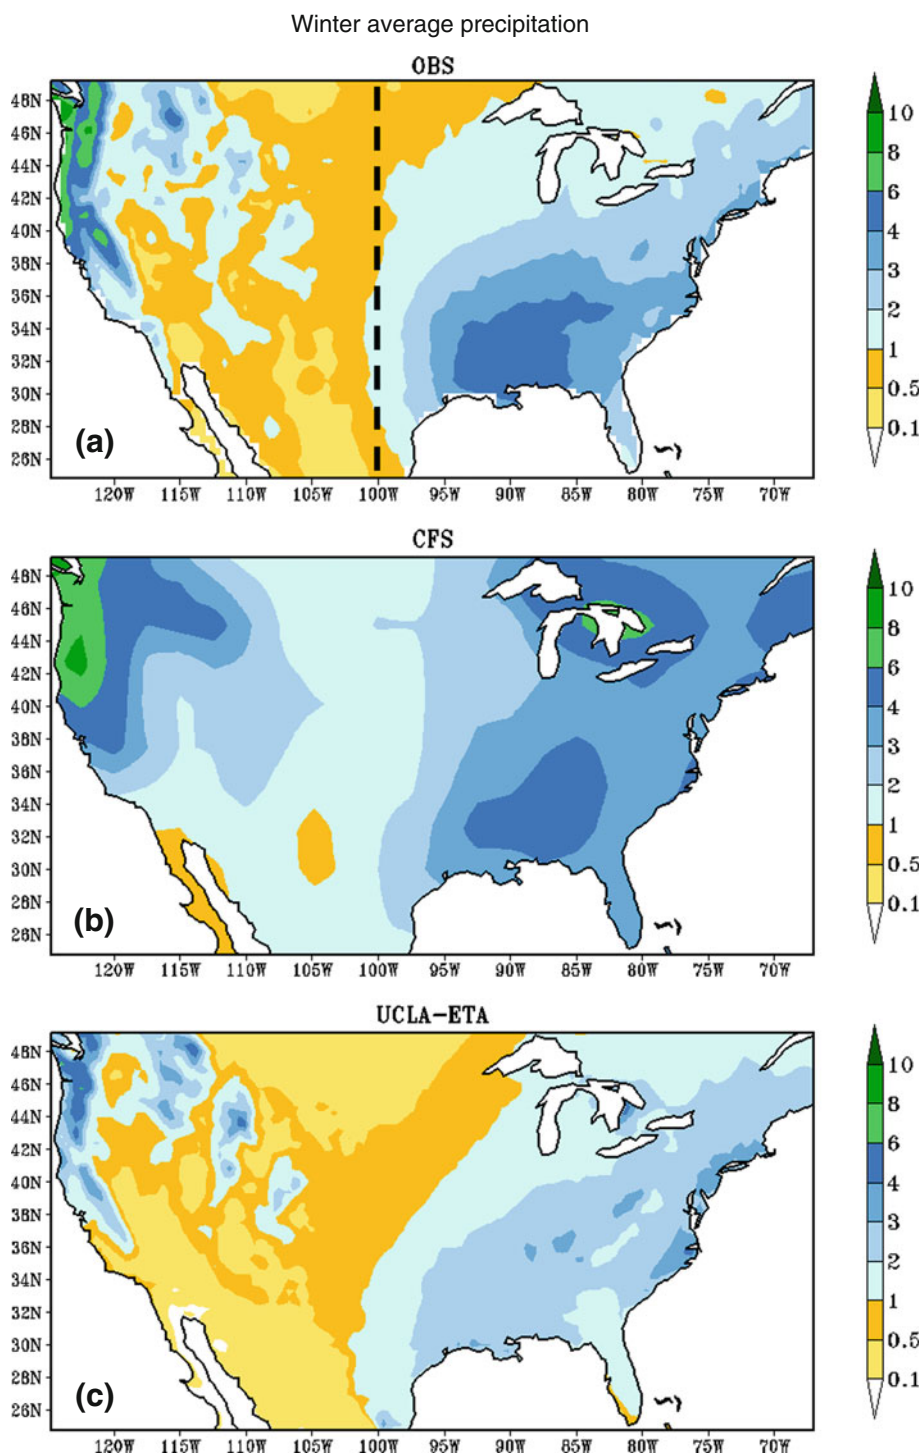 Winter average precipitation
OBS
48N
46N
44N
42N
40N
38N
36N
34N
32N
30N
28N
26N
(a)
120W 115W 110W 105W 100W 95W 90W 85W 80W 75W 70W
10
8
6
4
3
2
1
0.5
0.1
CFS
48N
46N
44N
42N
40N
38N
36N
34N
32N
30N
28N
26N
(b)
120W 115W 110W 105W 100W 95W 90W 85W 80W 75W 70W
10
8
6
4
3
2
1
0.5
0.1
UCLA-ETA
48N
46N
44N
42N
40N
38N
36N
34N
32N
30N
28N
26N
(c)
120W 115W 110W 105W 100W 95W 90W 85W 80W 75W 70W
10
8
6
4
3
2
1
0.5
0.1